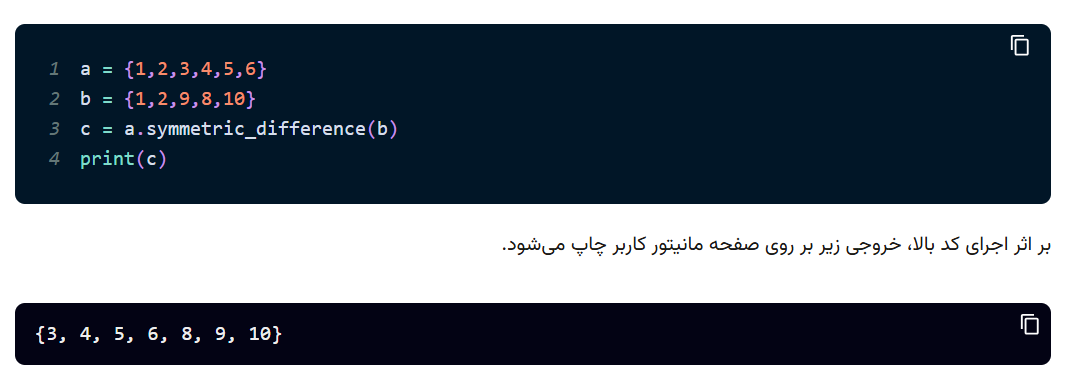 1 a = {1,2,3,4,5,6}
2 b = {1,2,9,8,10}
3 c = a.symmetric_difference(b)
4 print(c)
بر اثر اجرای کد بالا، خروجی زیر بر روی صفحه مانیتور کاربر چاپ می‌شود.
{3, 4, 5, 6, 8, 9, 10}